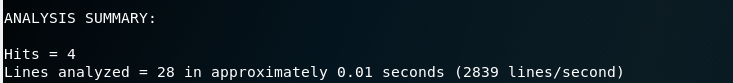 ANALYSIS SUMMARY:
Hits = 4
Lines analyzed = 28 in approximately 0.01 seconds (2839 lines/second)